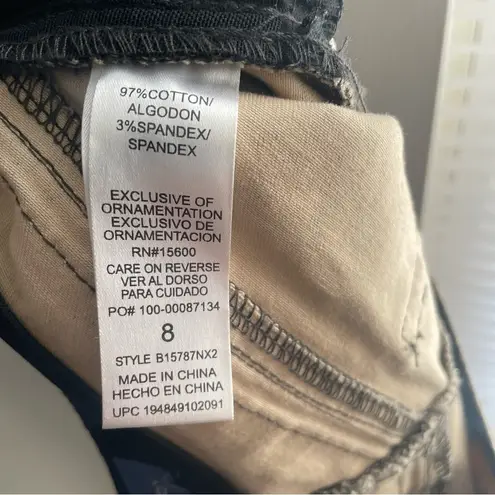 97%COTTON/
ALGODON
3%SPANDEX/
SPANDEX
EXCLUSIVE OF
ORNAMENTATION
EXCLUSIVO DE
ORNAMENTACION
RN#15600
CARE ON REVERSE
VER AL DORSO
PARA CUIDADO
PO# 100-00087134
8
STYLE B15787NX2
MADE IN CHINA
HECHO EN CHINA
UPC 194849102091